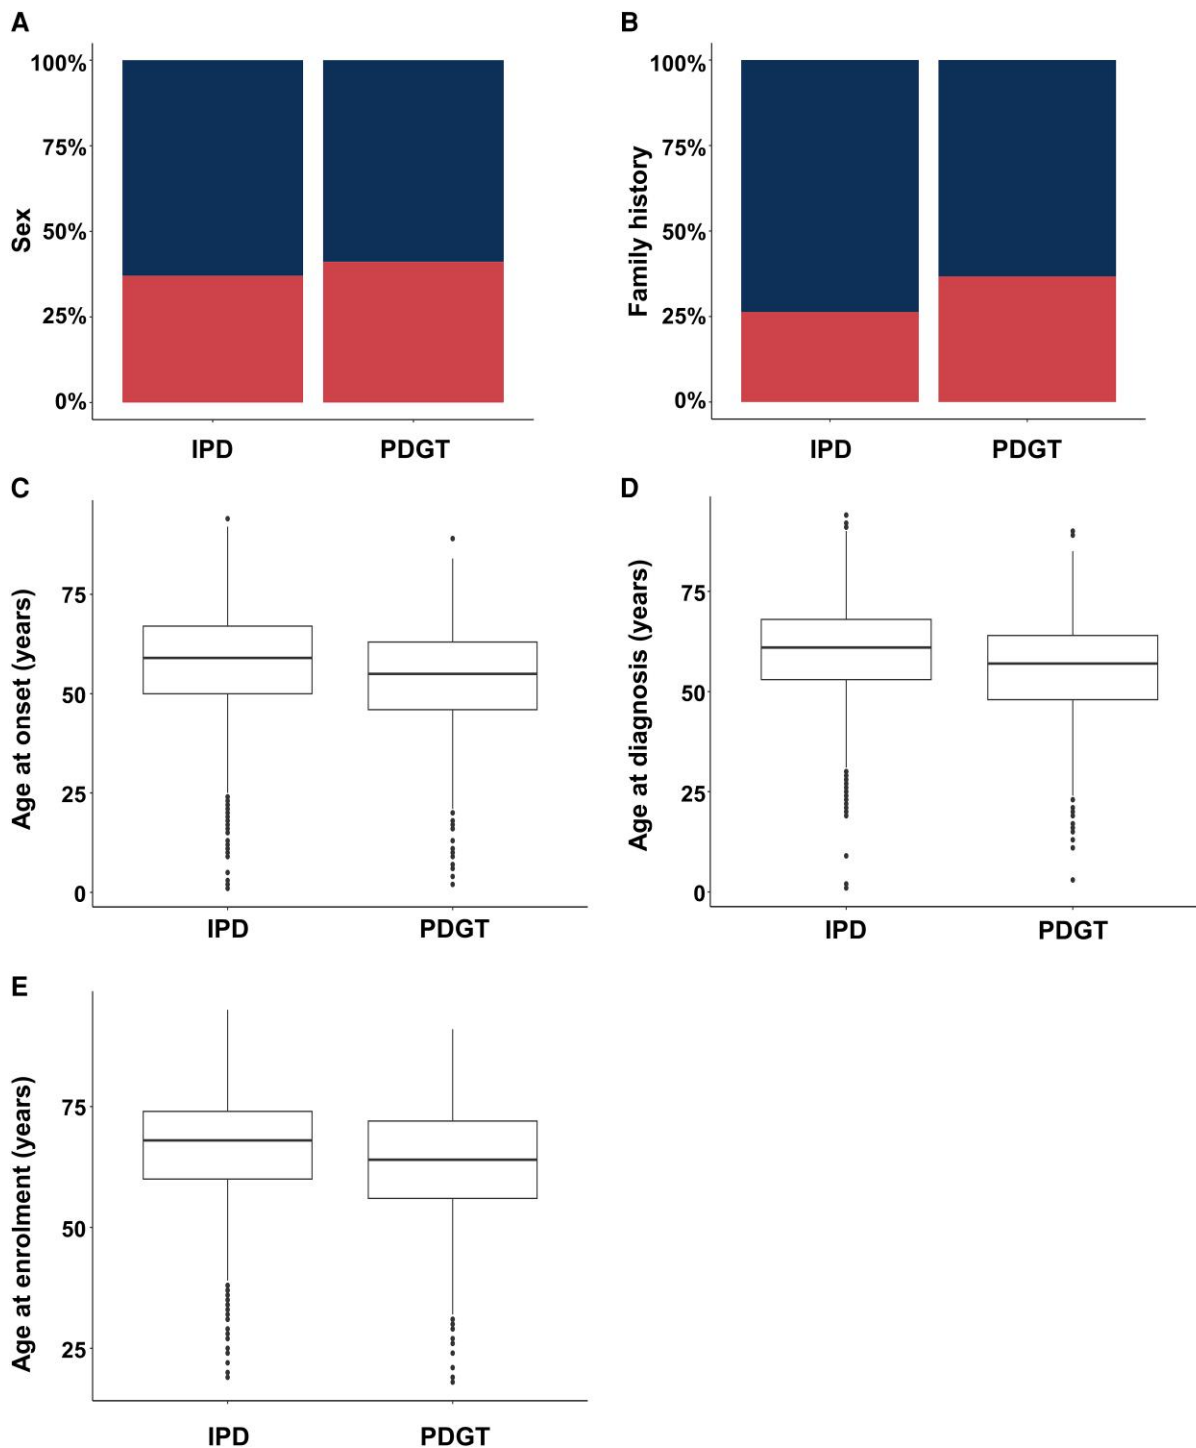 A
Sex
100%
75%
50%
25%
0%
IPD PDGT
B
Family history
100%
75%
50%
25%
0%
IPD PDGT
C
Age at onset (years)
75
50
25
0
IPD PDGT
D
Age at diagnosis (years)
75
50
25
0
IPD PDGT
E
Age at enrolment (years)
75
50
25
IPD PDGT